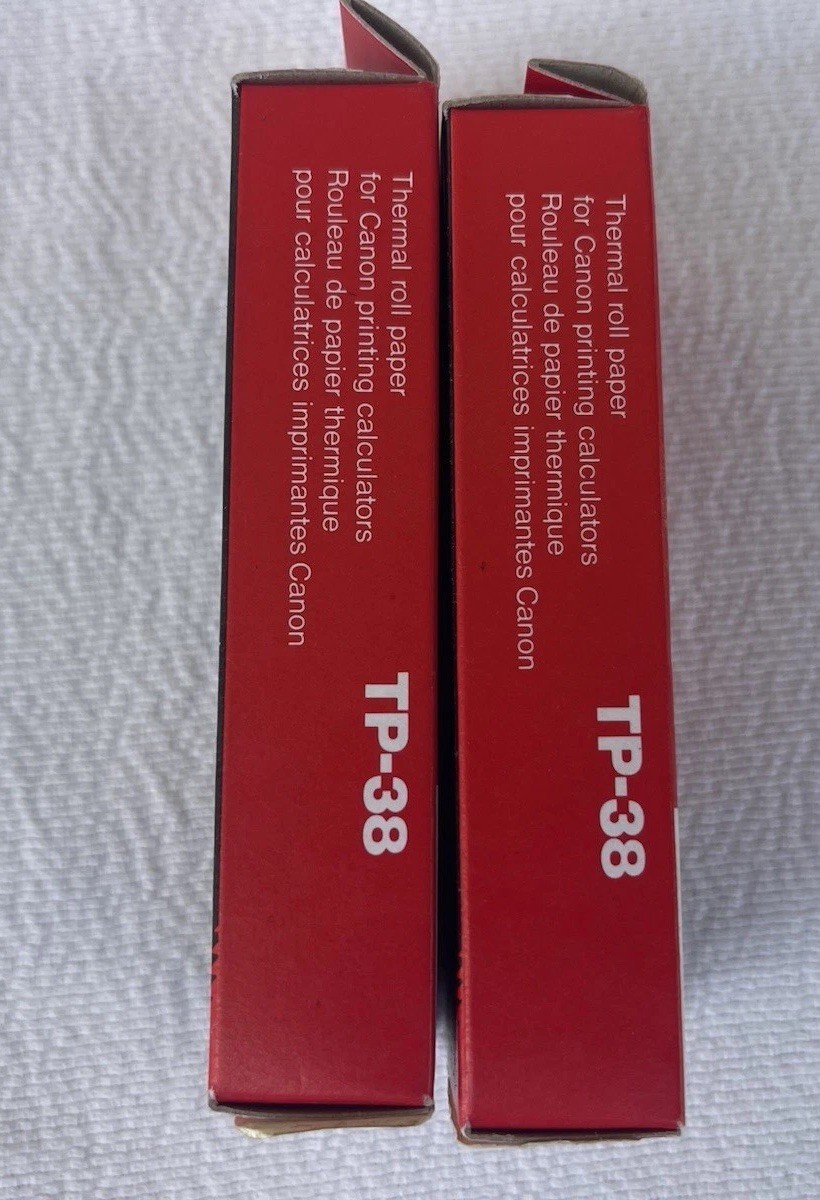 Thermal roll paper
for Canon printing calculators
Rouleau de papier thermique
pour calculatrices imprimantes Canon
TP-38
Thermal roll paper
for Canon printing calculators
Rouleau de papier thermique
pour calculatrices imprimantes Canon
TP-38